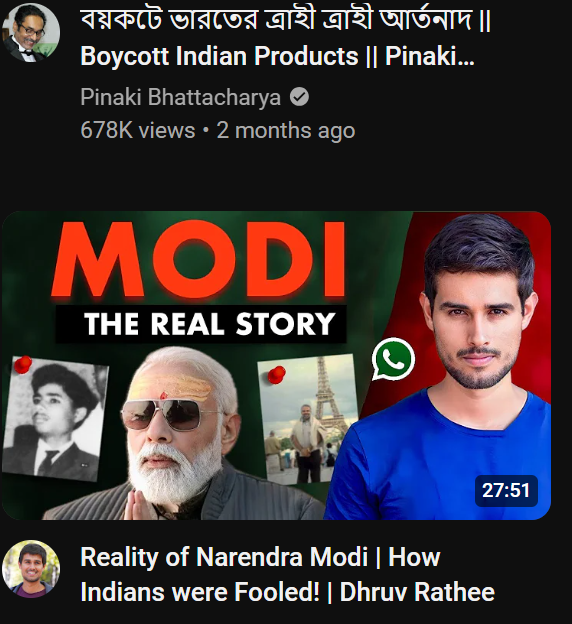 বয়কটে ভারতের ত্রাহী ত্রাহী আর্তনাদ ||
Boycott Indian Products || Pinaki...
Pinaki Bhattacharya
678K views • 2 months ago
MODI
THE REAL STORY
27:51
Reality of Narendra Modi | How
Indians were Fooled! | Dhruv Rathee